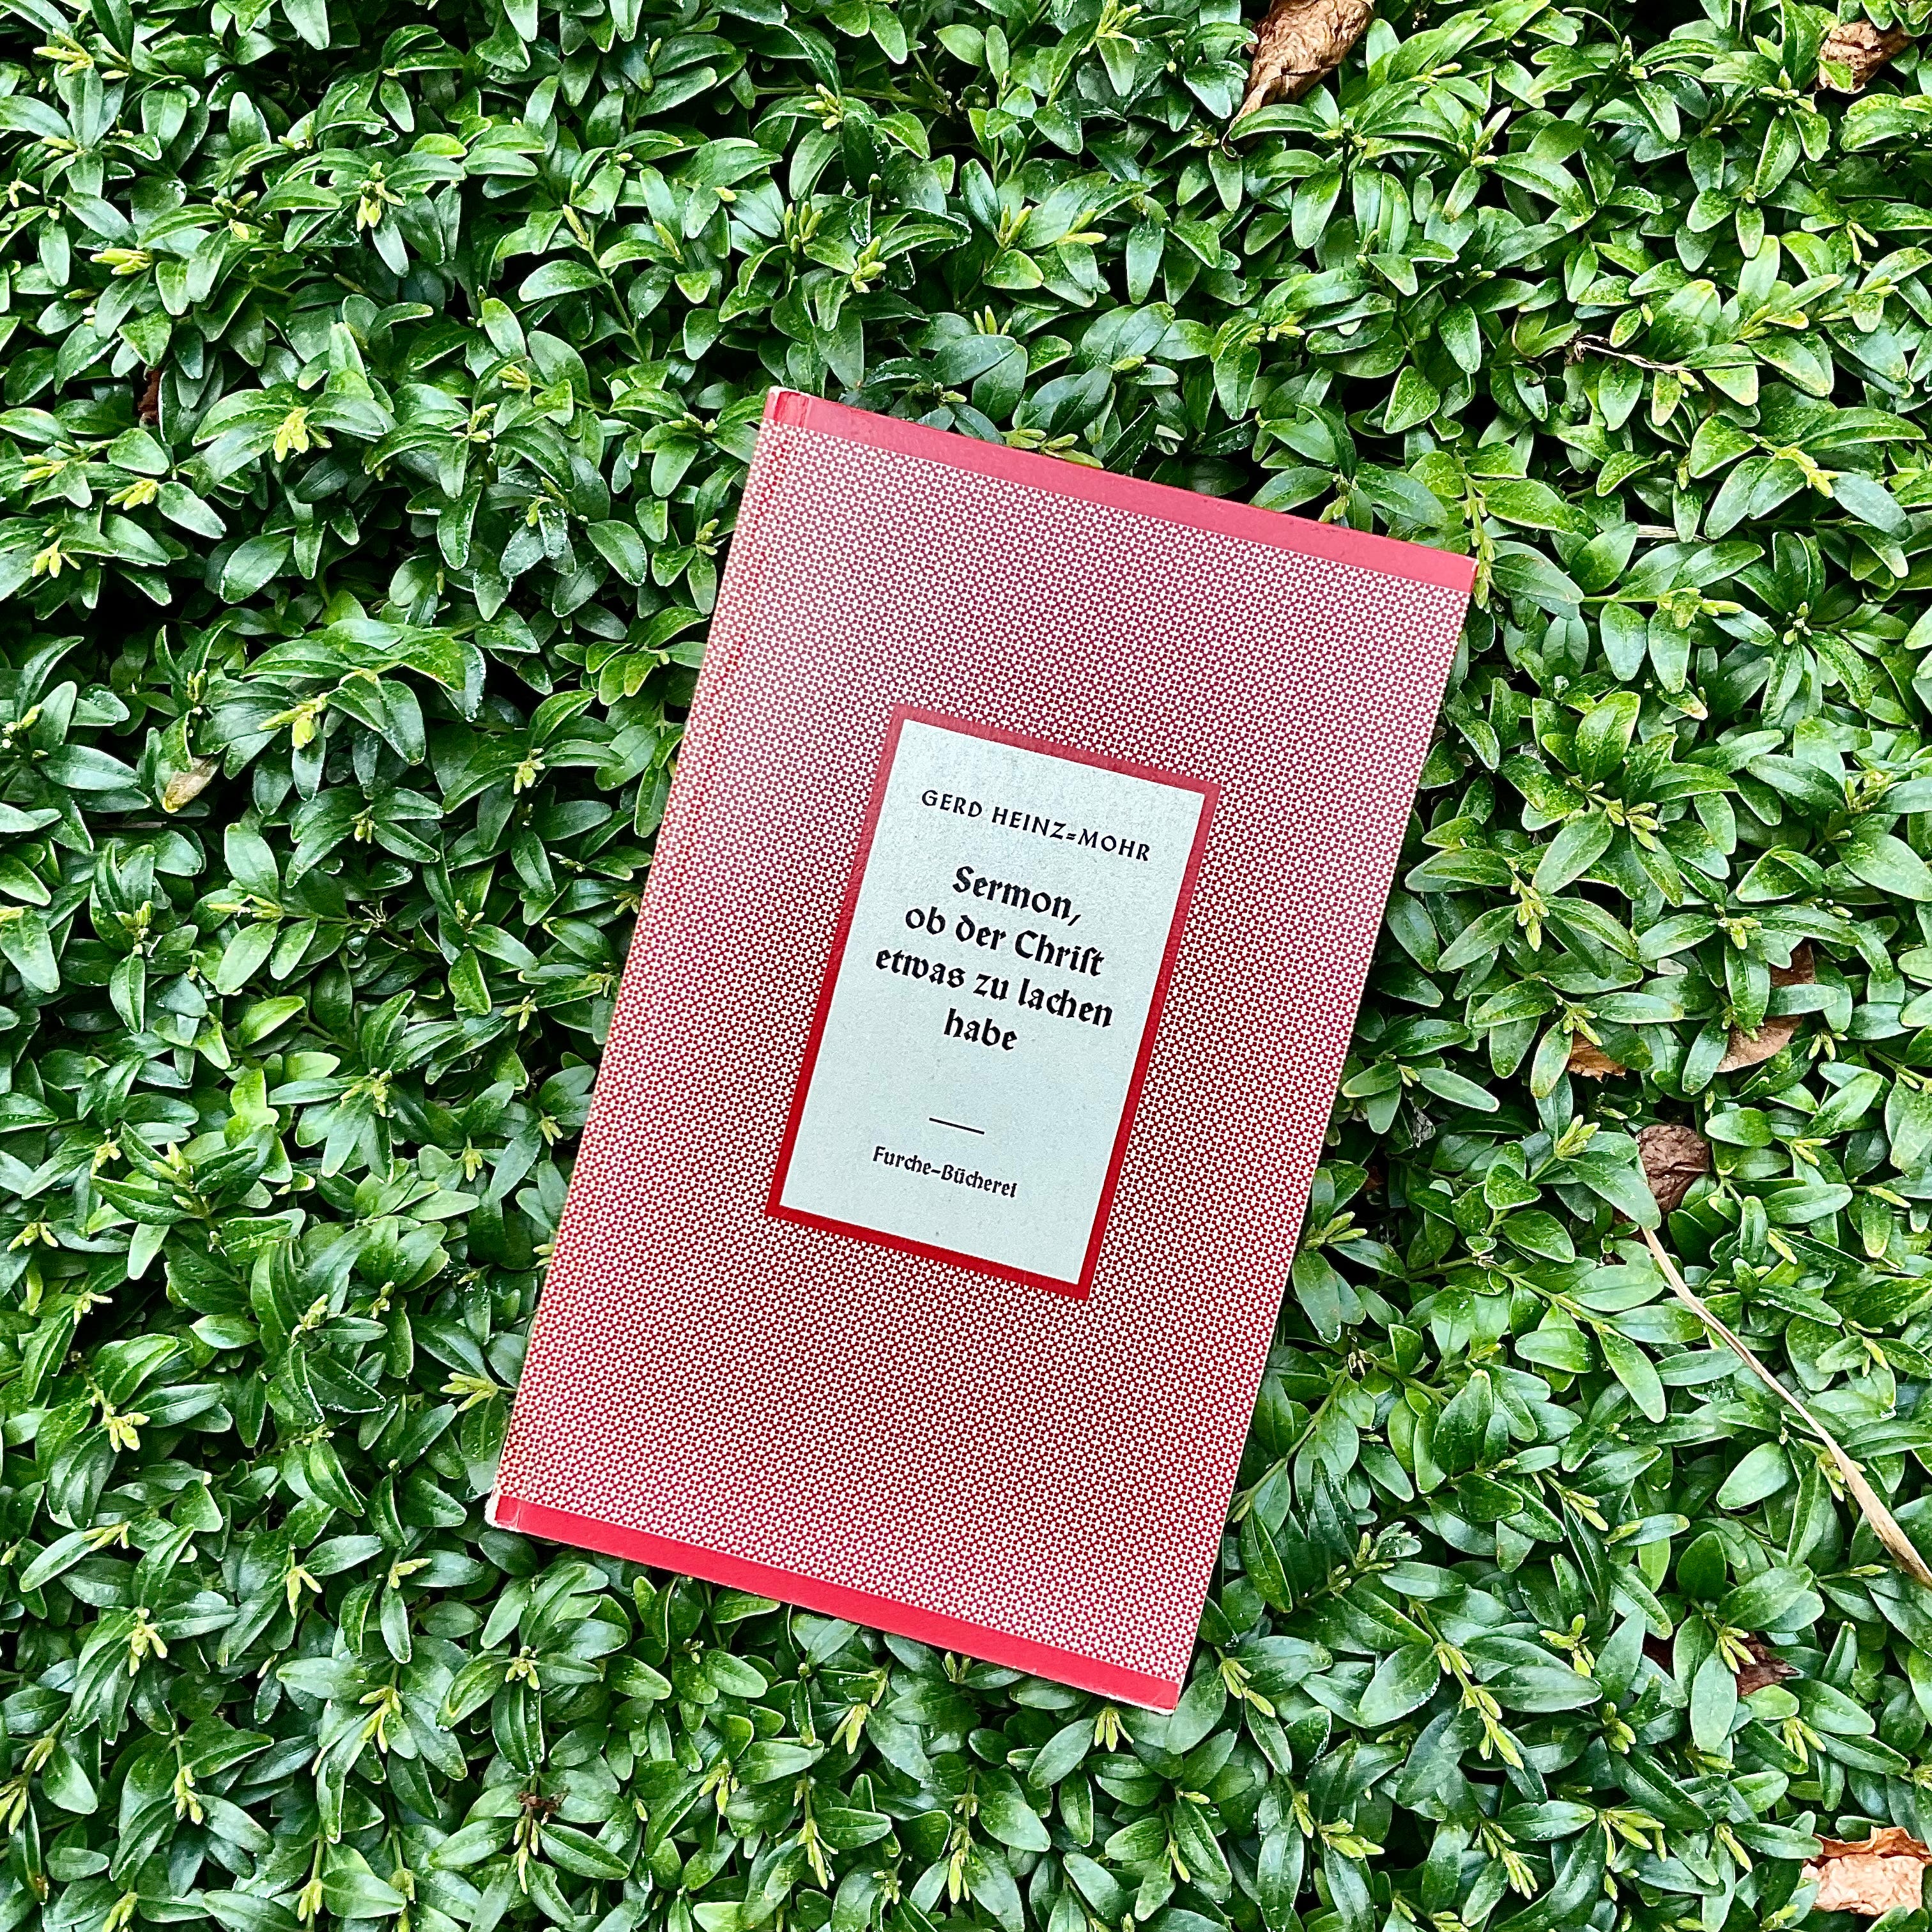 GERD HEINZ=MOHR
Sermon,
ob der Chriſt
etwas zu lachen
habe
Furche-Bücherei